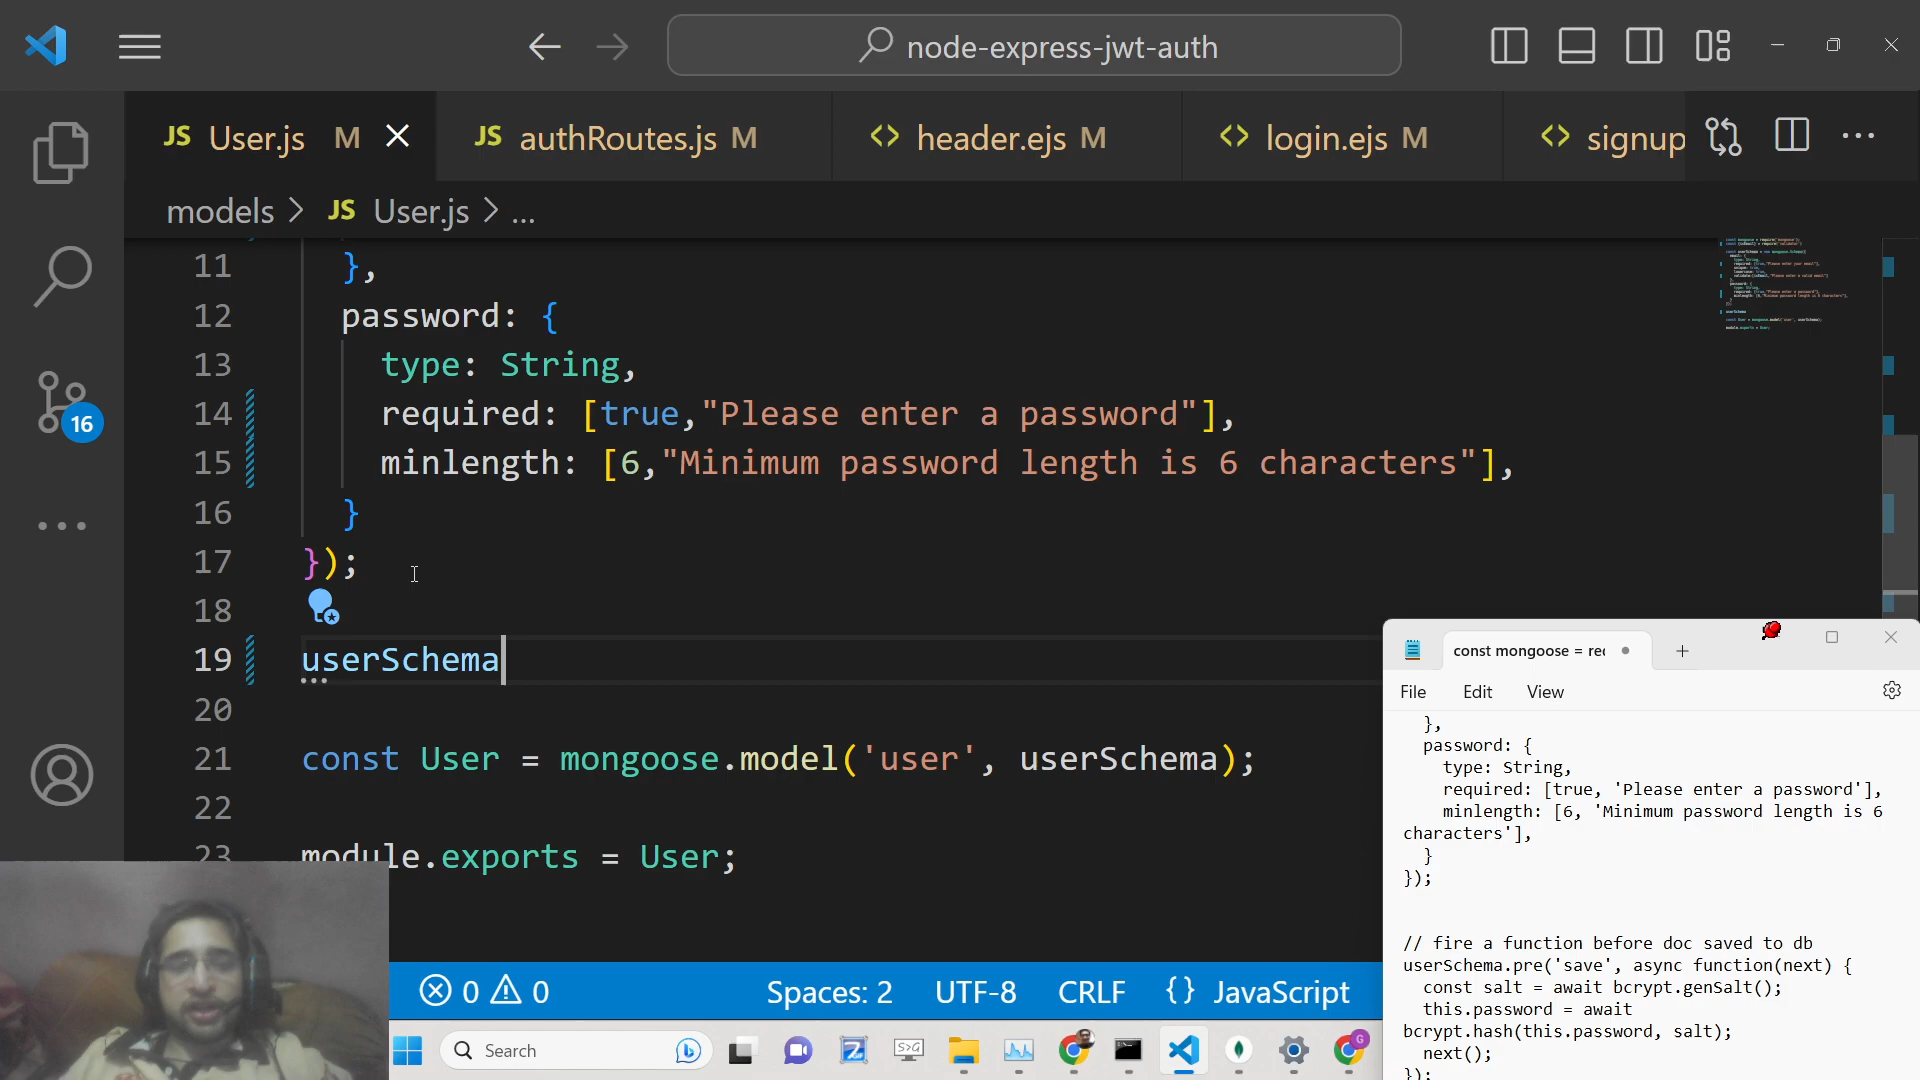 node-express-jwt-auth
JS User.js M
JS authRoutes.js M
<> header.ejs M
<> login.ejs M
<> signup
models > JS User.js > ...
11 },
12 password: {
13 type: String,
14 required: [true,"Please enter a password"],
15 minlength: [6,"Minimum password length is 6 characters"],
16 }
17 });
18
19 userSchema
20
21 const User = mongoose.model('user', userSchema);
22
23 module.exports = User;
16
0 0
Spaces: 2
UTF-8
CRLF
{} JavaScript
const mongoose = rec
File Edit View
},
password: {
type: String,
required: [true, 'Please enter a password'],
minlength: [6, 'Minimum password length is 6
characters'],
}
});
// fire a function before doc saved to db
userSchema.pre('save', async function(next) {
const salt = await bcrypt.genSalt();
this.password = await
bcrypt.hash(this.password, salt);
next();
});
Search
S>G
G